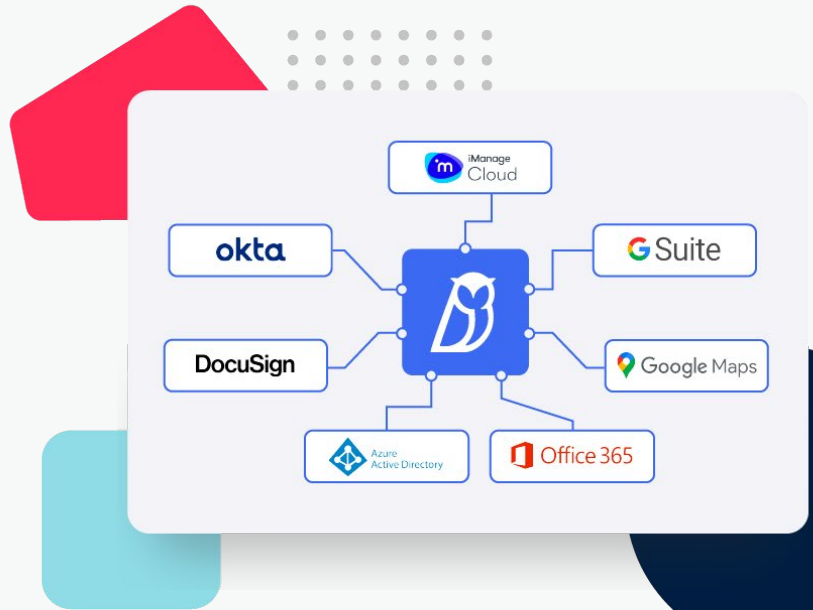 iManage
Cloud
okta
G Suite
DocuSign
Google Maps
Azure
Active Directory
Office 365